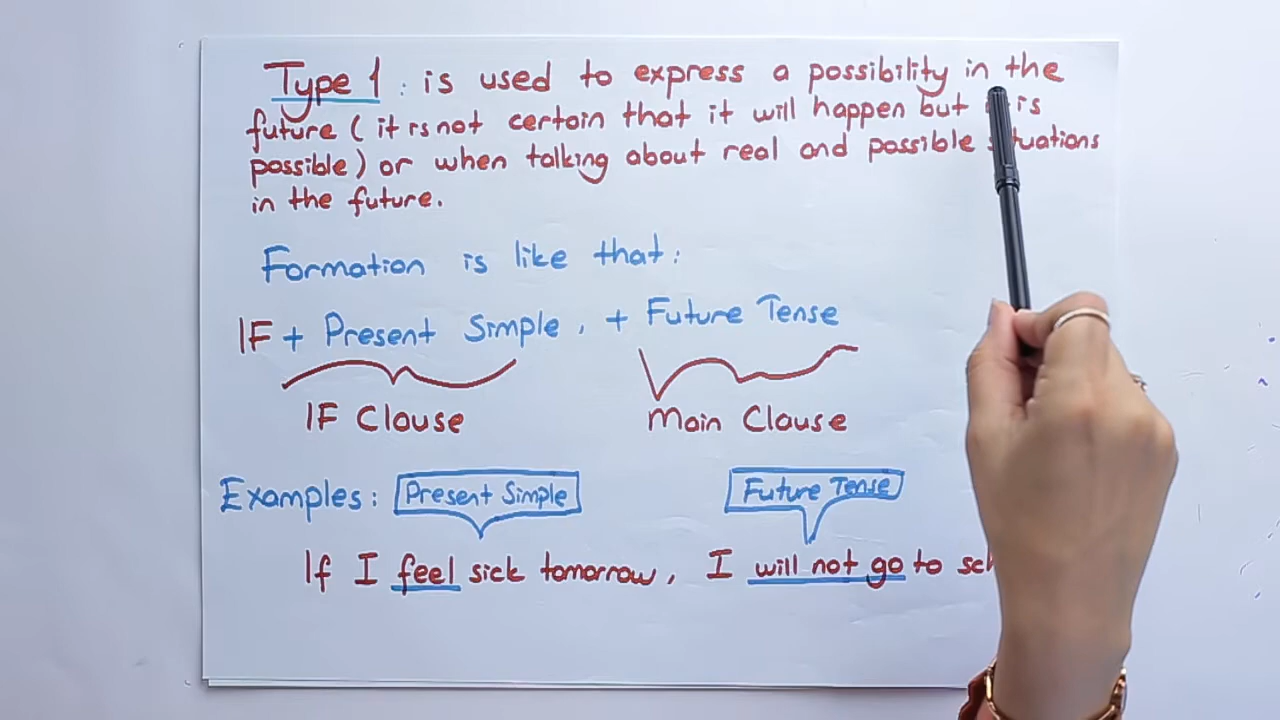 Type 1 : is used to express a possibility in the
future ( it is not certain that it will happen but is
possible ) or when talking about real and possible situations
in the future.
Formation is like that :
IF + Present Simple , + Future Tense
IF Clause Main Clause
Examples : Present Simple Future Tense
If I feel sick tomorrow, I will not go to